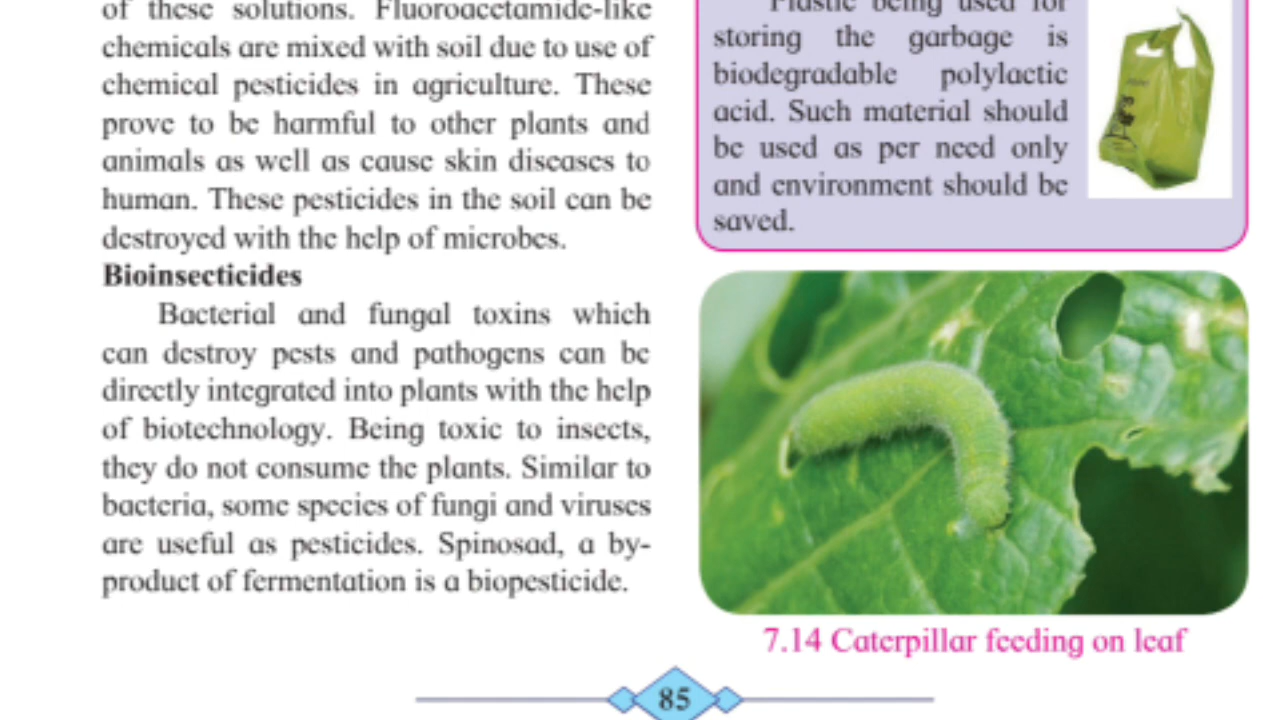 of these solutions. Fluoroacetamide-like
chemicals are mixed with soil due to use of
chemical pesticides in agriculture. These
prove to be harmful to other plants and
animals as well as cause skin diseases to
human. These pesticides in the soil can be
destroyed with the help of microbes.
Bioinsecticides
Bacterial and fungal toxins which
can destroy pests and pathogens can be
directly integrated into plants with the help
of biotechnology. Being toxic to insects,
they do not consume the plants. Similar to
bacteria, some species of fungi and viruses
are useful as pesticides. Spinosad, a by-
product of fermentation is a biopesticide.
Plastic being used for
storing the garbage is
biodegradable polylactic
acid. Such material should
be used as per need only
and environment should be
saved.
7.14 Caterpillar feeding on leaf
85